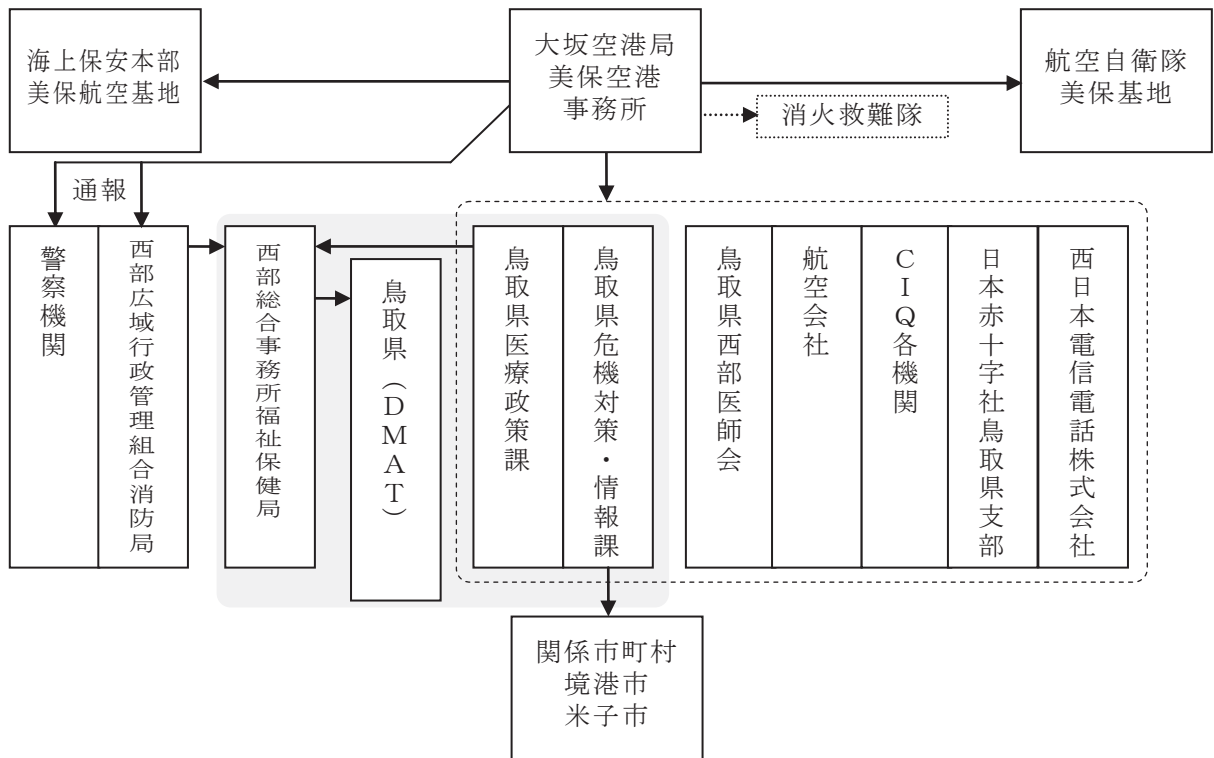 海上保安本部
美保航空基地
大坂空港局
美保空港
事務所
航空自衛隊
美保基地
消火救難隊
通報
警察機関
西部広域行政管理組合消防局
西部総合事務所福祉保健局
鳥取県（DMAT）
鳥取県医療政策課
鳥取県危機対策・情報課
鳥取県西部医師会
航空会社
CIQ各機関
日本赤十字社鳥取県支部
西日本電信電話株式会社
関係市町村
境港市
米子市